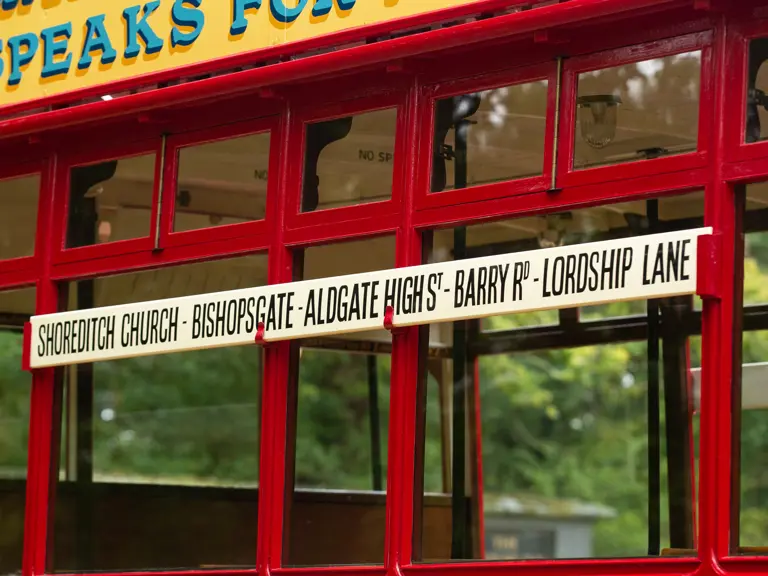 SPEAKS FOR
NO SP
SHOREDITCH CHURCH - BISHOPSGATE - ALDGATE HIGH ST - BARRY RD - LORDSHIP LANE